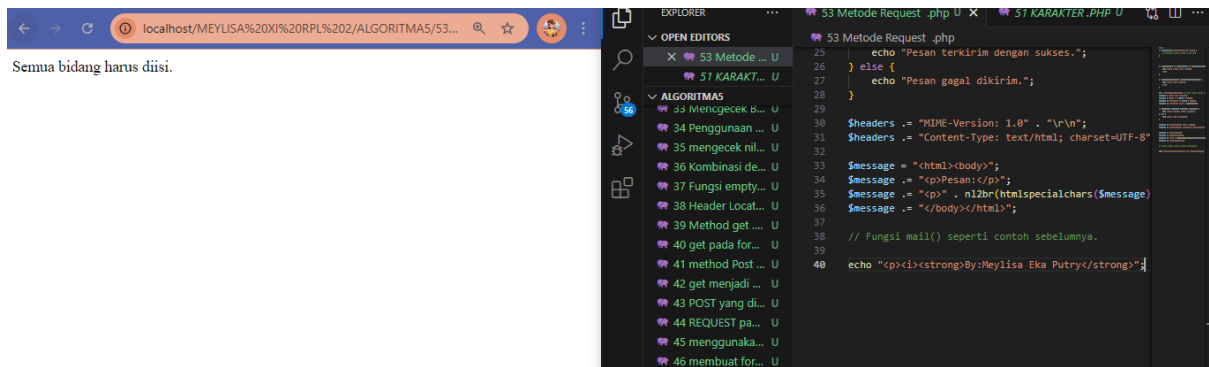 localhost/MEYLISA%20XI%20RPL%202/ALGORITMA5/53...
Semua bidang harus diisi.
EXPLORER
OPEN EDITORS
53 Metode ... U
51 KARAKT... U
ALGORITMA5
33 Mencgecek B... U
34 Penggunaan ... U
35 mengecek nil... U
36 Kombinasi de... U
37 Fungsi empty... U
38 Header Locat... U
39 Method get .... U
40 get pada for... U
41 method Post ... U
42 get menjadi ... U
43 POST yang di... U
44 REQUEST pa... U
45 menggunaka... U
46 membuat for... U
56
53 Metode Request .php U
51 KARAKTER .PHP U
53 Metode Request .php
25 echo "Pesan terkirim dengan sukses.";
26 } else {
27 echo "Pesan gagal dikirim.";
28 }
29
30 $headers .= "MIME-Version: 1.0" . "\r\n";
31 $headers .= "Content-Type: text/html; charset=UTF-8"
32
33 $message = "<html><body>";
34 $message .= "<p>Pesan:</p>";
35 $message .= "<p>" . nl2br(htmlspecialchars($message)
36 $message .= "</body></html>";
37
38 // Fungsi mail() seperti contoh sebelumnya.
39
40 echo "<p><i><strong>By:Meylisa Eka Putry</strong>";